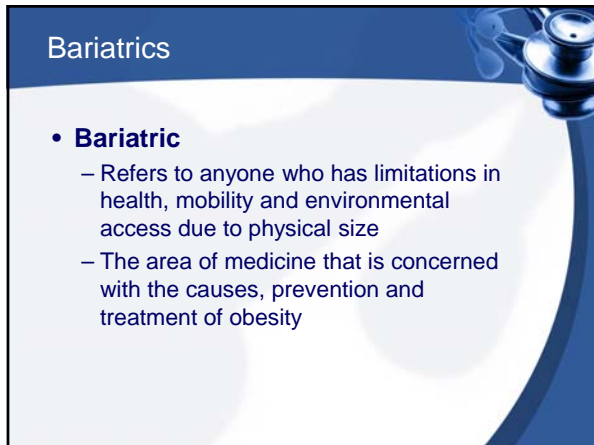 Bariatrics
• Bariatric
– Refers to anyone who has limitations in
health, mobility and environmental
access due to physical size
– The area of medicine that is concerned
with the causes, prevention and
treatment of obesity